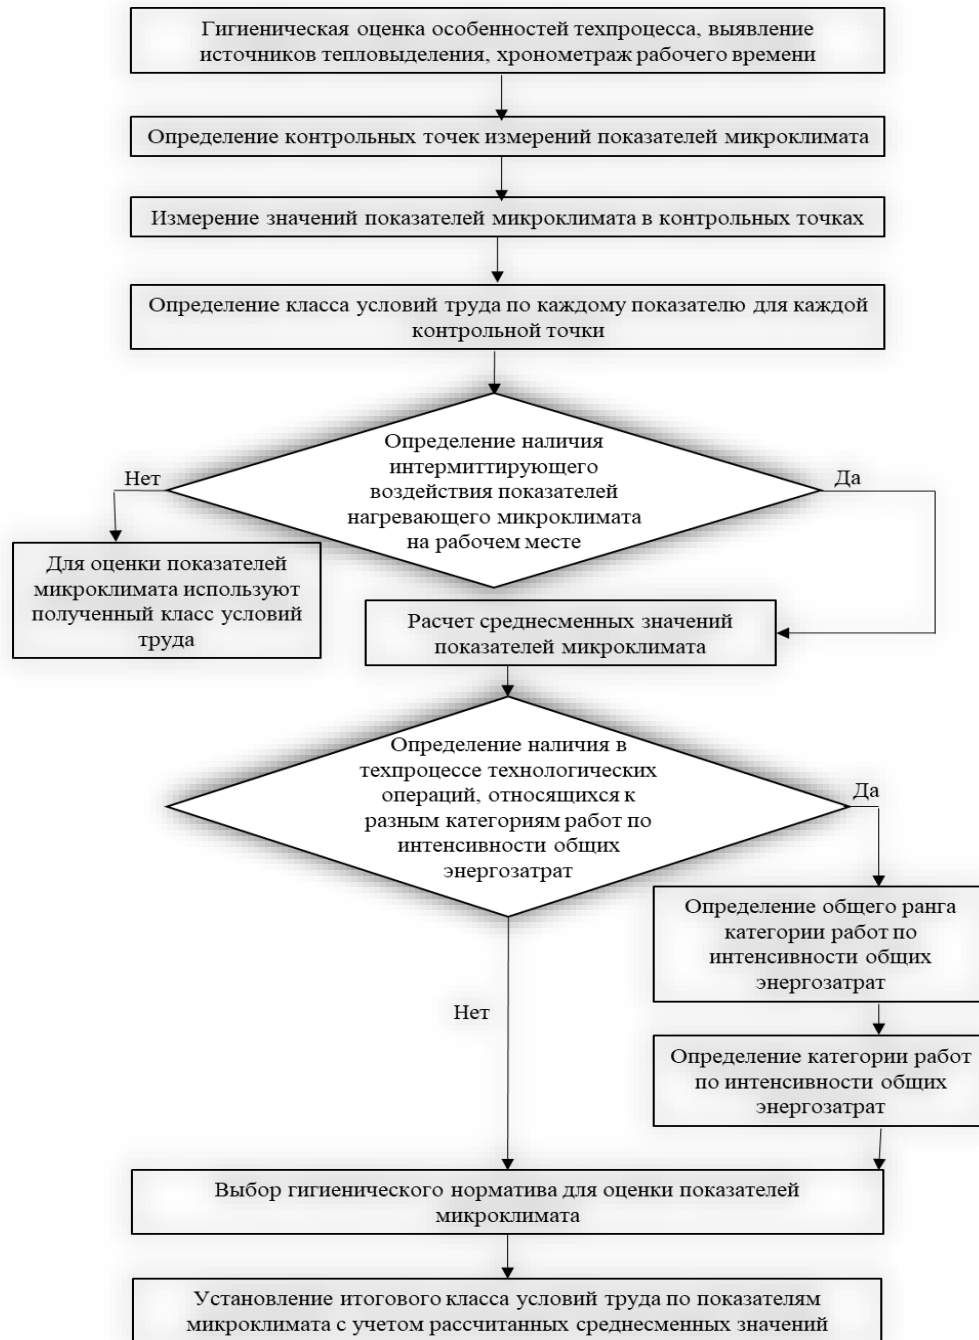 Гигиеническая оценка особенностей техпроцесса, выявление
источников тепловыделения, хронометраж рабочего времени
Определение контрольных точек измерений показателей микроклимата
Измерение значений показателей микроклимата в контрольных точках
Определение класса условий труда по каждому показателю для каждой
контрольной точки
Определение наличия
интермиттирующего
воздействия показателей
нагревающего микроклимата
на рабочем месте
Нет
Да
Для оценки показателей
микроклимата используют
полученный класс условий
труда
Расчет среднесменных значений
показателей микроклимата
Определение наличия в
техпроцессе технологических
операций, относящихся к
разным категориям работ по
интенсивности общих
энергозатрат
Да
Определение общего ранга
категории работ по
интенсивности общих
энергозатрат
Нет
Определение категории работ
по интенсивности общих
энергозатрат
Выбор гигиенического норматива для оценки показателей
микроклимата
Установление итогового класса условий труда по показателям
микроклимата с учетом рассчитанных среднесменных значений